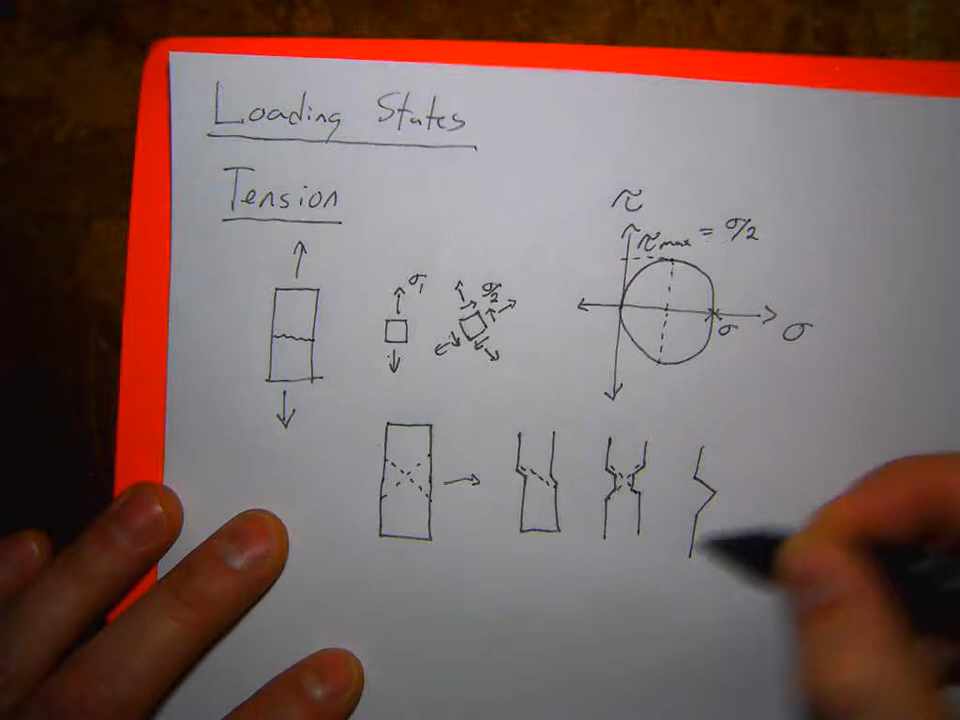 Loading States
Tension
τ
τmax = σ/2
σ1
σ/2
σ
σ